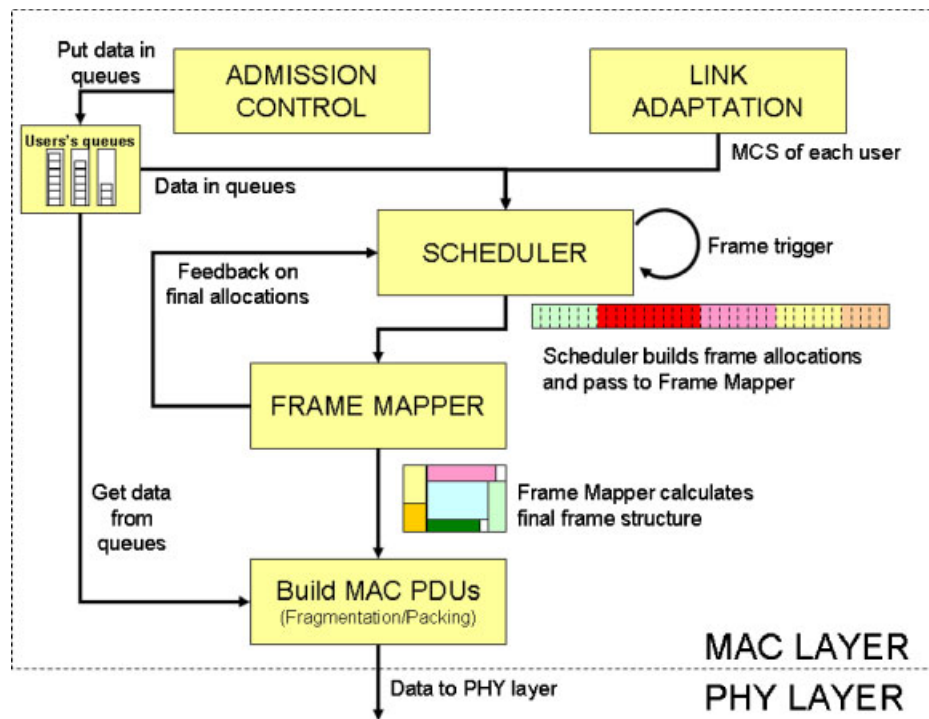 Put data in
queues
ADMISSION
CONTROL
LINK
ADAPTATION
Users's queues
MCS of each user
Data in queues
SCHEDULER
Frame trigger
Feedback on
final allocations
Scheduler builds frame allocations
and pass to Frame Mapper
FRAME MAPPER
Get data
from
queues
Frame Mapper calculates
final frame structure
Build MAC PDUs
(Fragmentation/Packing)
MAC LAYER
Data to PHY layer
PHY LAYER